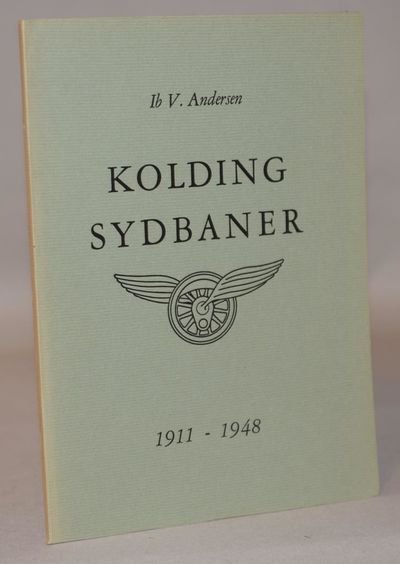 Ib V. Andersen
KOLDING
SYDBANER
1911 - 1948